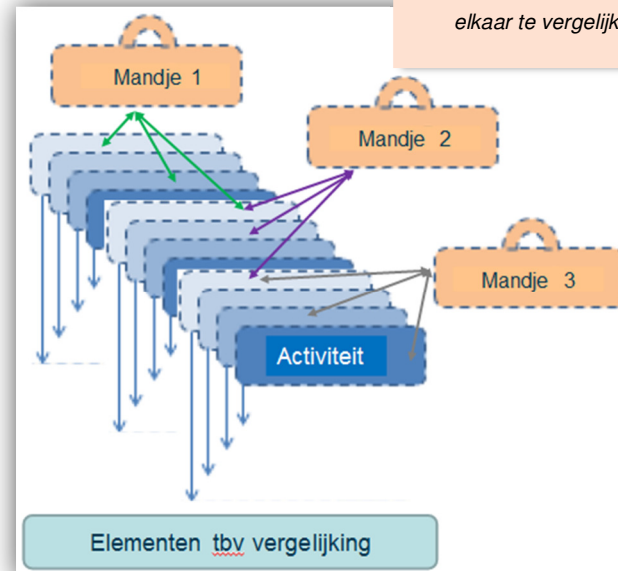 elkaar te vergelijk
Mandje 1
Mandje 2
Mandje 3
Activiteit
Elementen tbv vergelijking